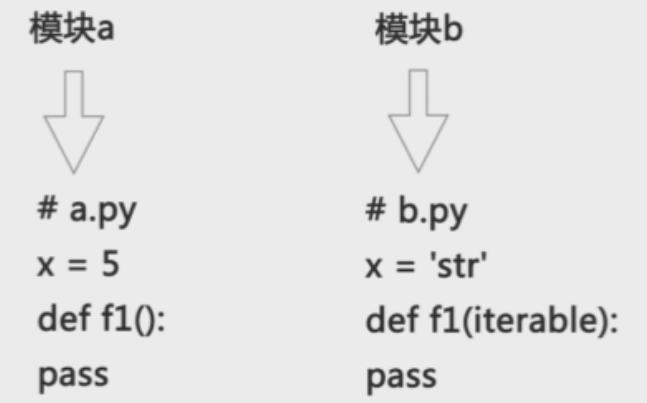 模块a
# a.py
x = 5
def f1():
pass
模块b
# b.py
x = 'str'
def f1(iterable):
pass